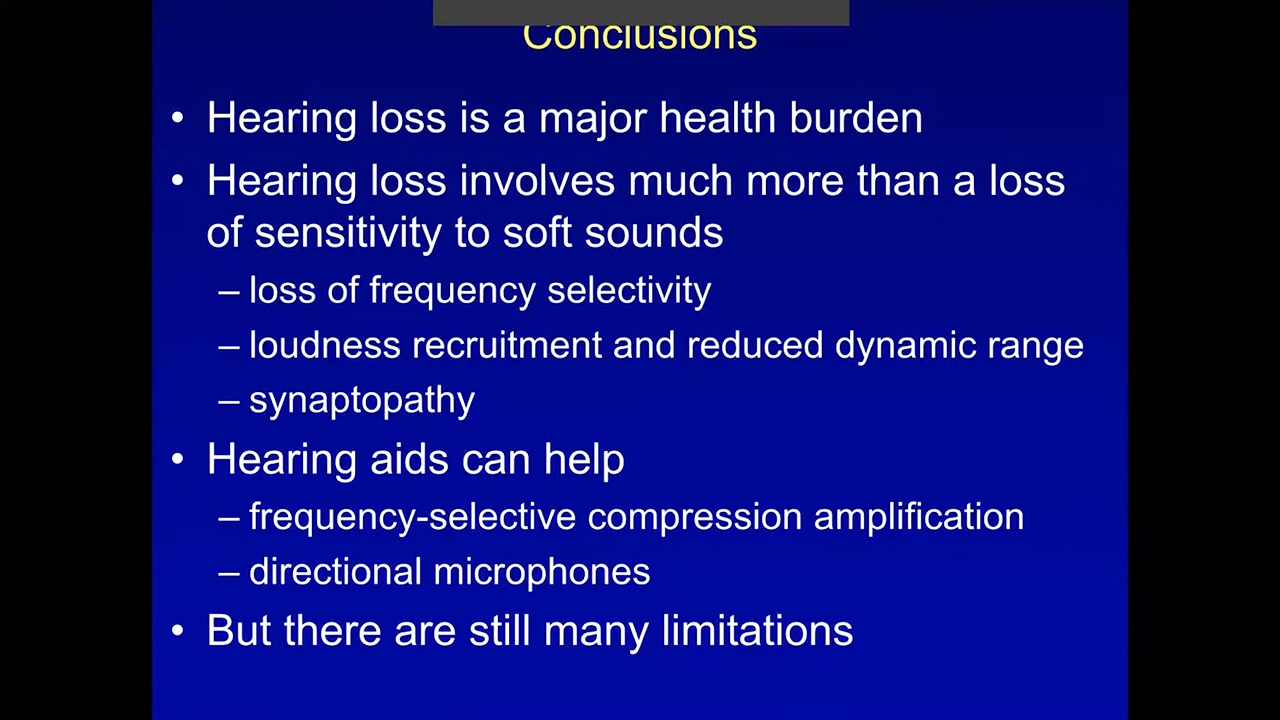 Conclusions
• Hearing loss is a major health burden
• Hearing loss involves much more than a loss
of sensitivity to soft sounds
– loss of frequency selectivity
– loudness recruitment and reduced dynamic range
– synaptopathy
• Hearing aids can help
– frequency-selective compression amplification
– directional microphones
• But there are still many limitations